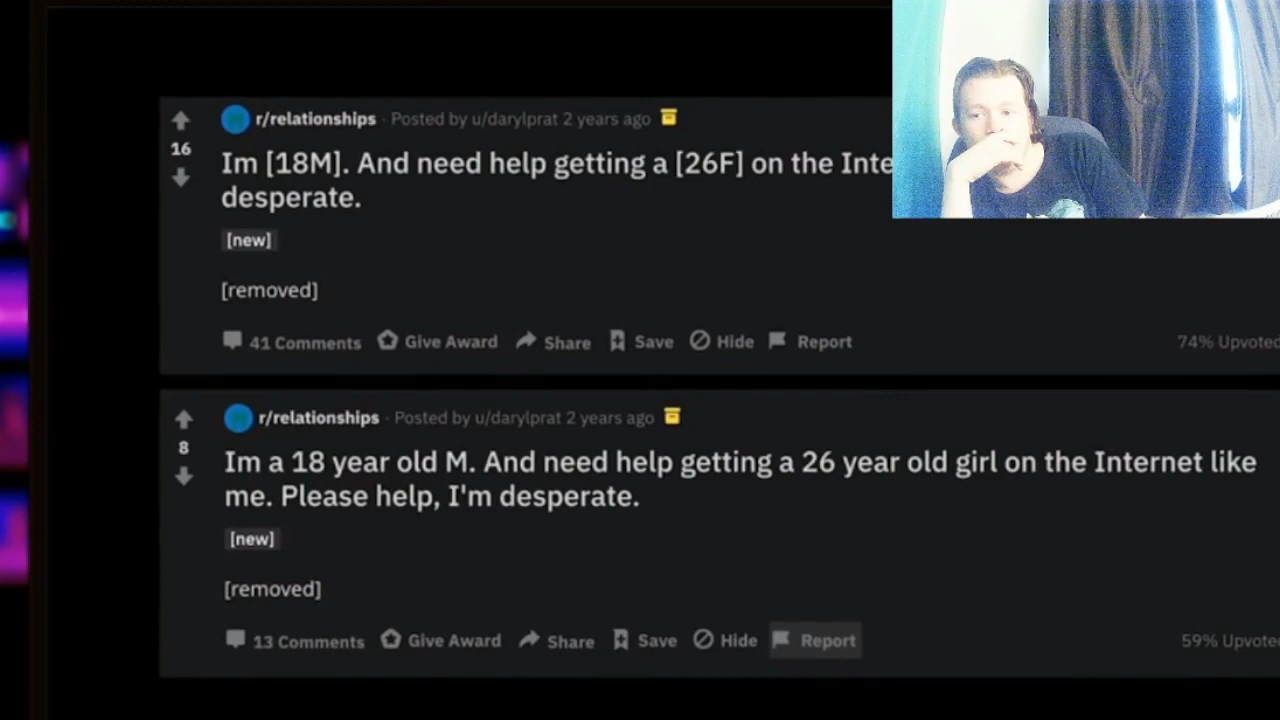 r/relationships · Posted by u/darylprat 2 years ago
16
Im [18M]. And need help getting a [26F] on the
desperate.
[new]
[removed]
41 Comments Give Award Share Save Hide Report
74% Upvoted
r/relationships · Posted by u/darylprat 2 years ago
8
Im a 18 year old M. And need help getting a 26 year old girl on the Internet like
me. Please help, I'm desperate.
[new]
[removed]
13 Comments Give Award Share Save Hide Report
59% Upvoted